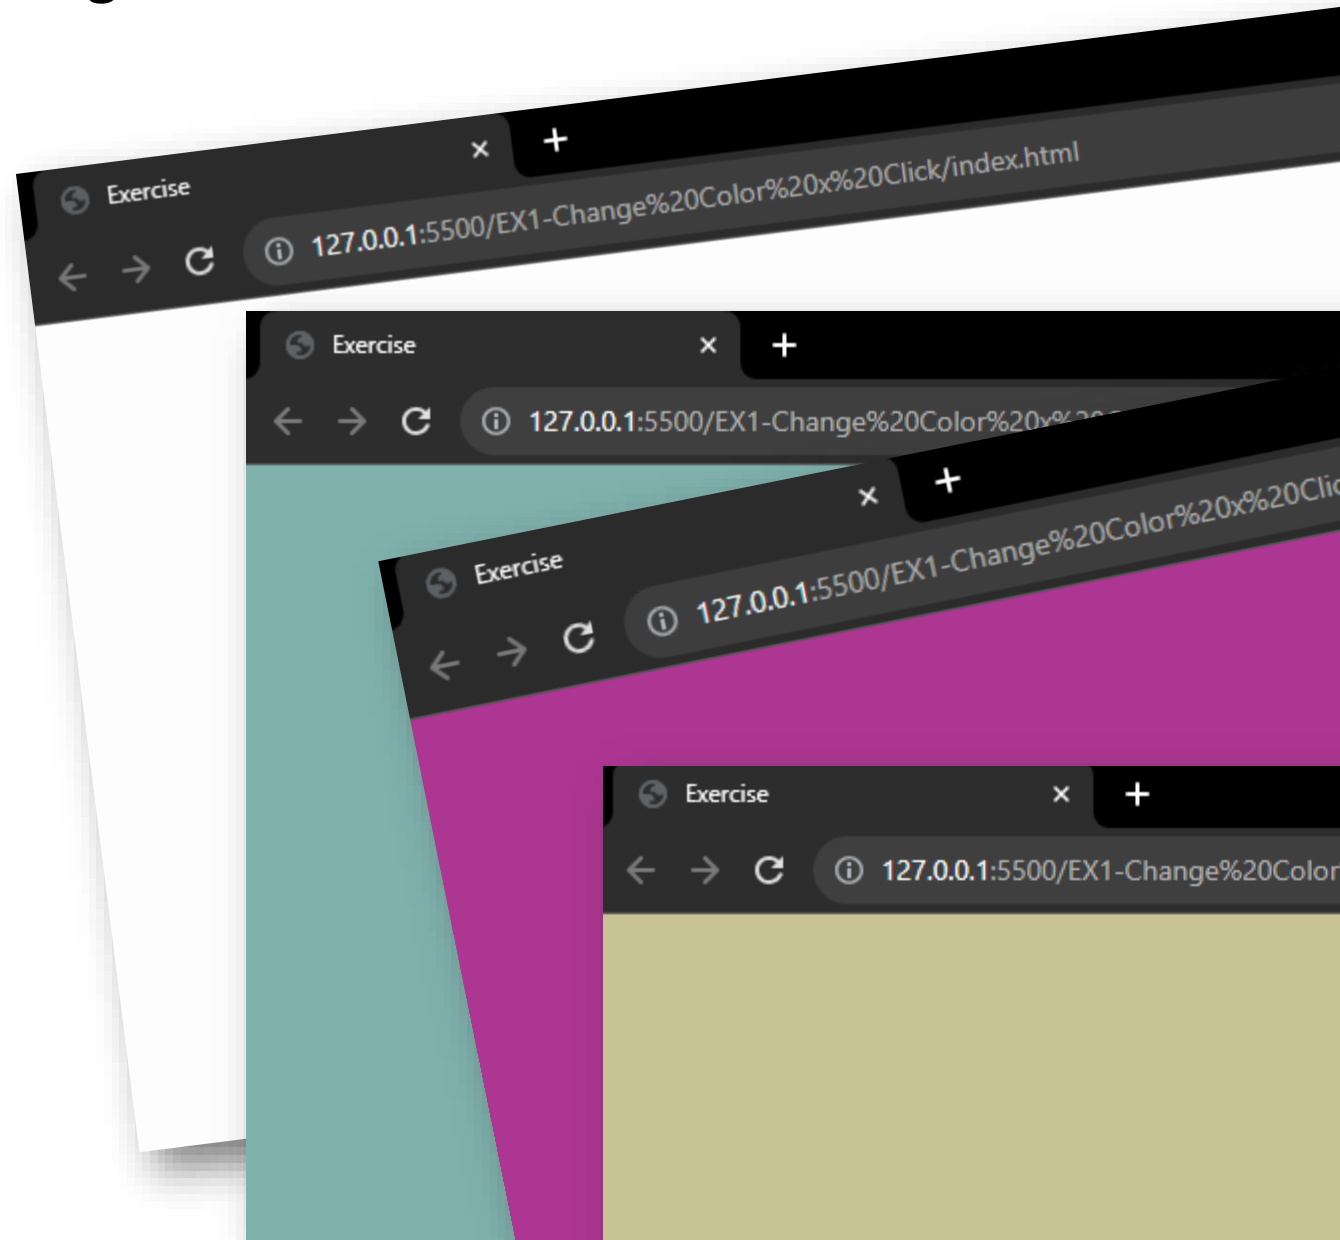 Exercise
127.0.0.1:5500/EX1-Change%20Color%20x%20Click/index.html
Exercise
127.0.0.1:5500/EX1-Change%20Color%20x%20
Exercise
127.0.0.1:5500/EX1-Change%20Color%20x%20Clic
Exercise
127.0.0.1:5500/EX1-Change%20Color